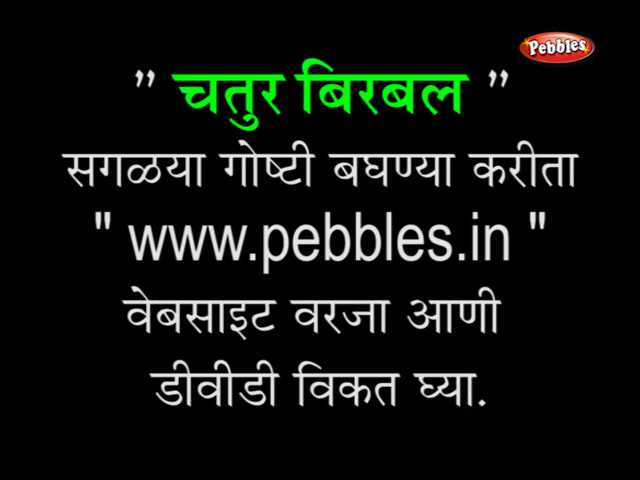 Pebbles
" चतुर बिरबल "
सगळया गोष्टी बघण्या करीता
" www.pebbles.in "
वेबसाइट वरजा आणी
डीवीडी विकत घ्या.